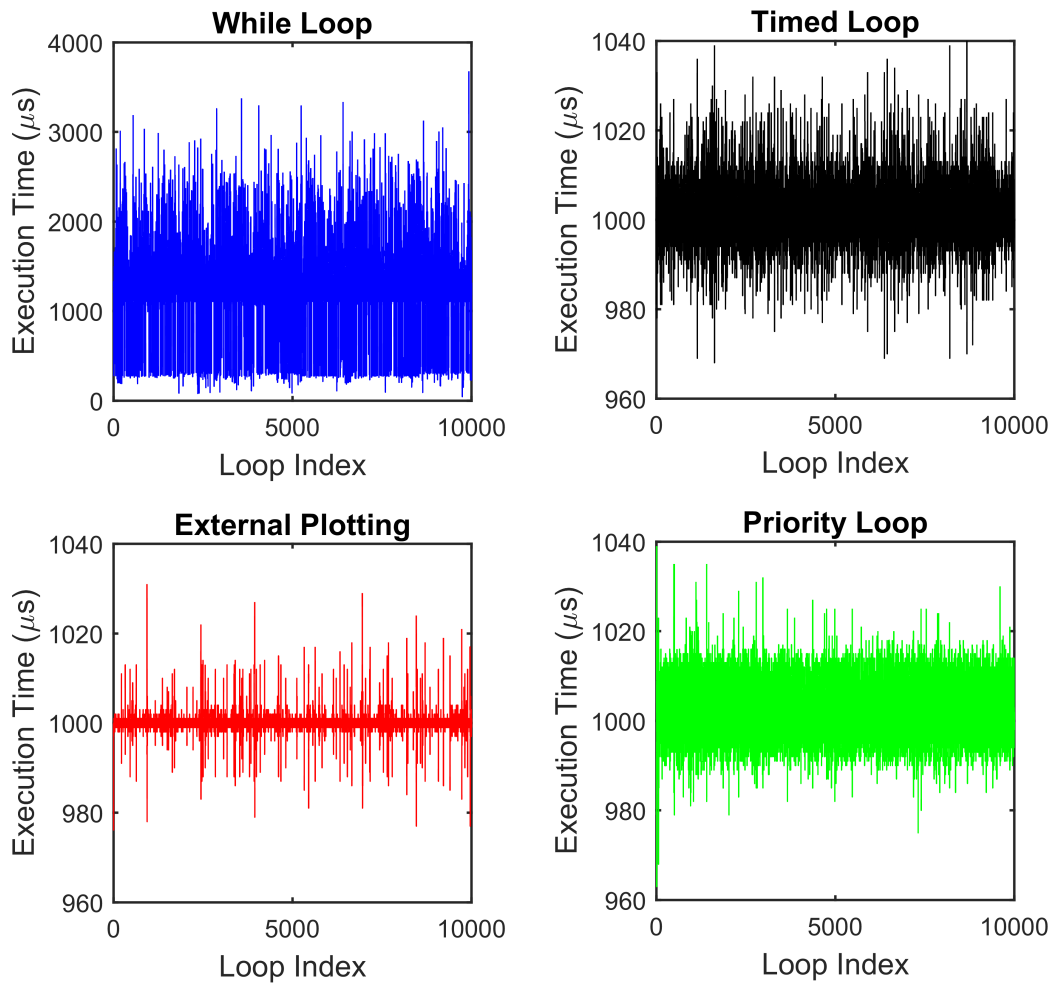 While Loop
Execution Time (μs)
4000
3000
2000
1000
0
0 5000 10000
Loop Index
Timed Loop
Execution Time (μs)
1040
1020
1000
980
960
0 5000 10000
Loop Index
External Plotting
Execution Time (μs)
1040
1020
1000
980
960
0 5000 10000
Loop Index
Priority Loop
Execution Time (μs)
1040
1020
1000
980
960
0 5000 10000
Loop Index